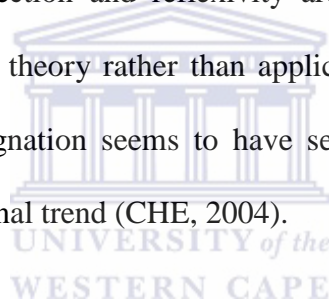 ection and reflexivity ar
theory rather than applic
gnation seems to have se
nal trend (CHE, 2004).
UNIVERSITY of the
WESTERN CAPE